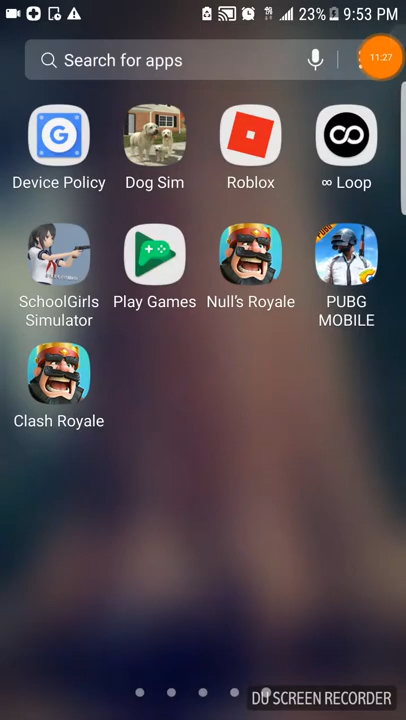 23% 9:53 PM
Search for apps
11:27
Device Policy
Dog Sim
Roblox
∞ Loop
SchoolGirls
Simulator
Play Games
Null's Royale
PUBG
MOBILE
Clash Royale
DU SCREEN RECORDER